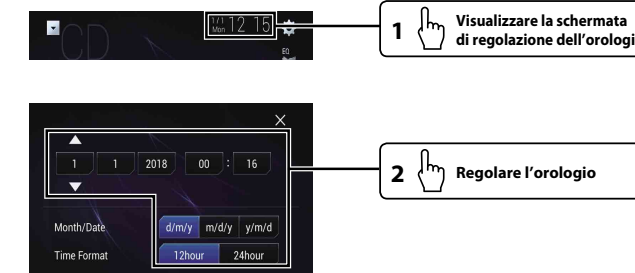 CD
1/1
Mon
12 15
EQ
1
Visualizzare la schermata
di regolazione dell'orologi
1 1 2018 00 : 16
Month/Date d/m/y m/d/y y/m/d
Time Format 12hour 24hour
2
Regolare l'orologio